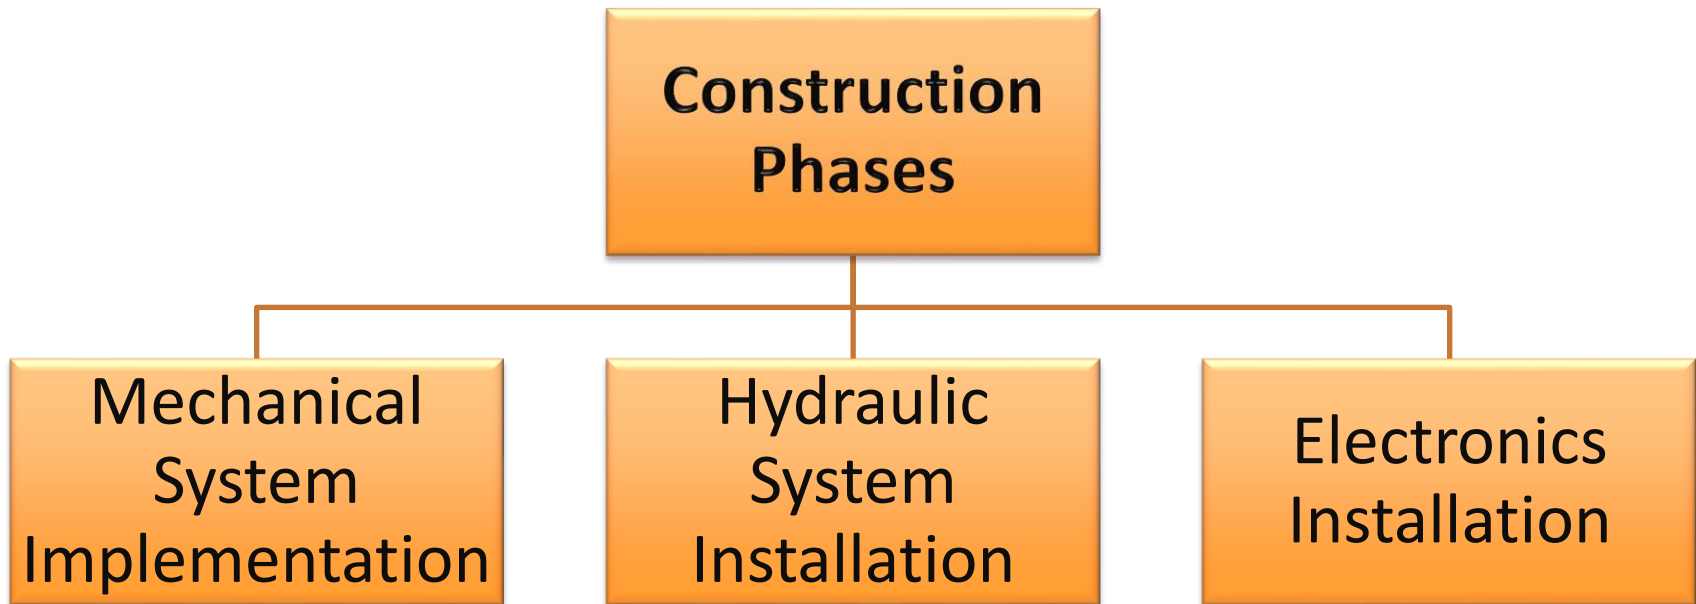 Construction
Phases
Mechanical
System
Implementation
Hydraulic
System
Installation
Electronics
Installation